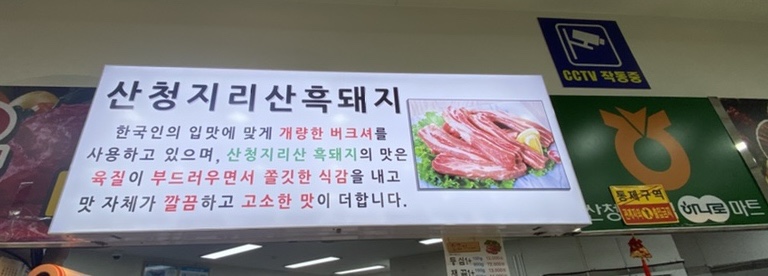 산청지리산흑돼지
한국인의 입맛에 맞게 개량한 버크셔를
사용하고 있으며, 산청지리산 흑돼지의 맛은
육질이 부드러우면서 쫄깃한 식감을 내고
맛 자체가 깔끔하고 고소한 맛이 더합니다.
CCTV 작동중
통제구역
산청
하나로마트